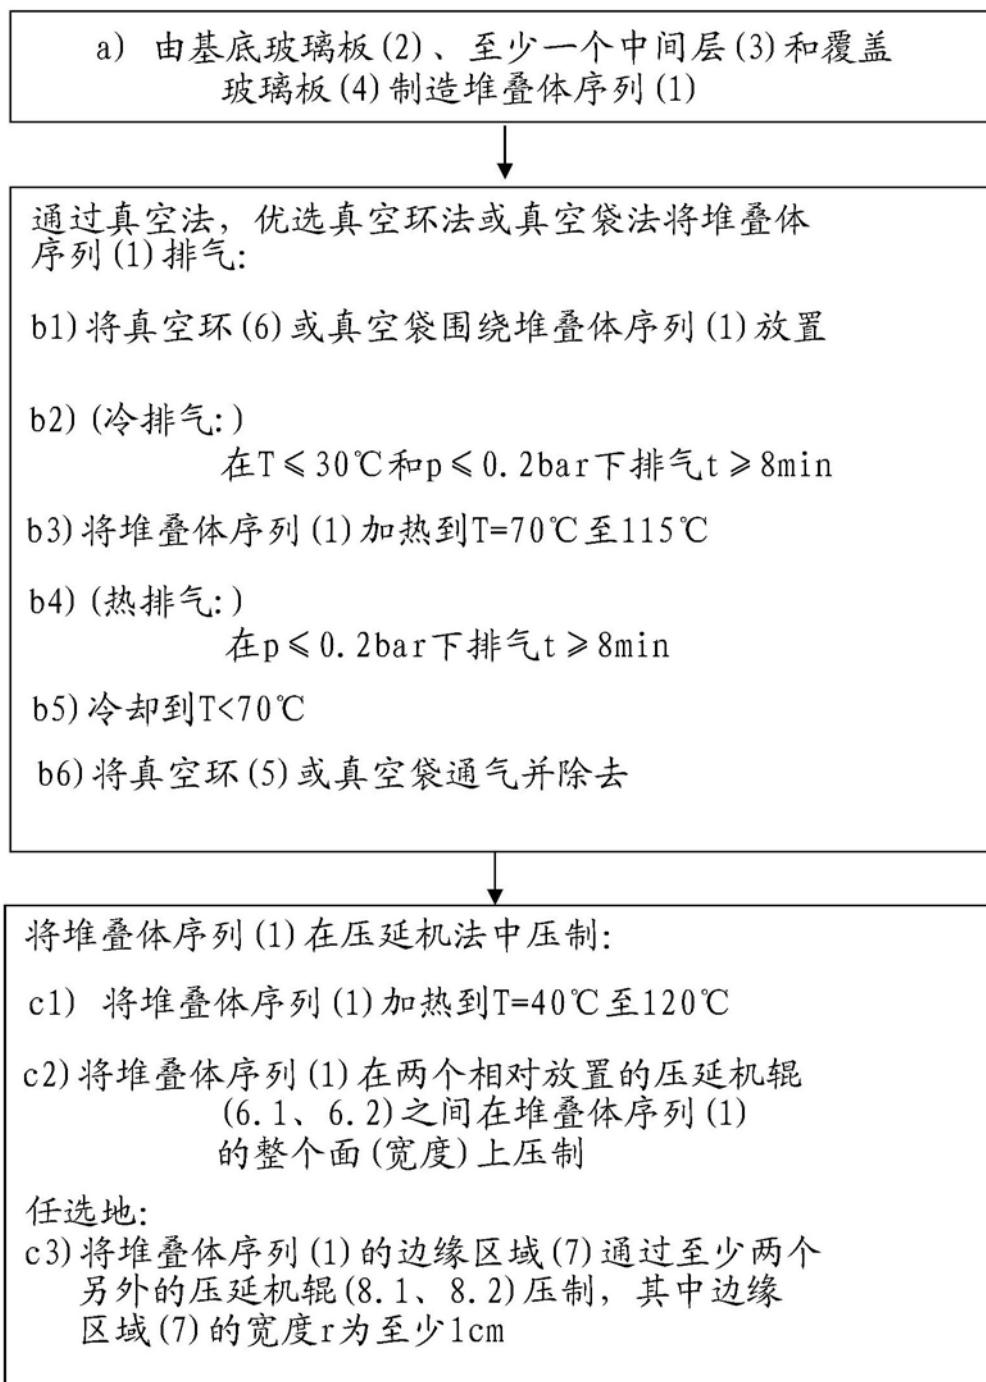 a) 由基底玻璃板(2)、至少一个中间层(3)和覆盖
玻璃板(4)制造堆叠体序列(1)
通过真空法，优选真空环法或真空袋法将堆叠体
序列(1)排气:
b1)将真空环(6)或真空袋围绕堆叠体序列(1)放置
b2)(冷排气:)
在T≤30℃和p≤0.2bar下排气t≥8min
b3)将堆叠体序列(1)加热到T=70℃至115℃
b4)(热排气:)
在p≤0.2bar下排气t≥8min
b5)冷却到T<70℃
b6)将真空环(5)或真空袋通气并除去
将堆叠体序列(1)在压延机法中压制:
c1) 将堆叠体序列(1)加热到T=40℃至120℃
c2)将堆叠体序列(1)在两个相对放置的压延机辊
(6.1、6.2)之间在堆叠体序列(1)
的整个面(宽度)上压制
任选地:
c3)将堆叠体序列(1)的边缘区域(7)通过至少两个
另外的压延机辊(8.1、8.2)压制，其中边缘
区域(7)的宽度r为至少1cm